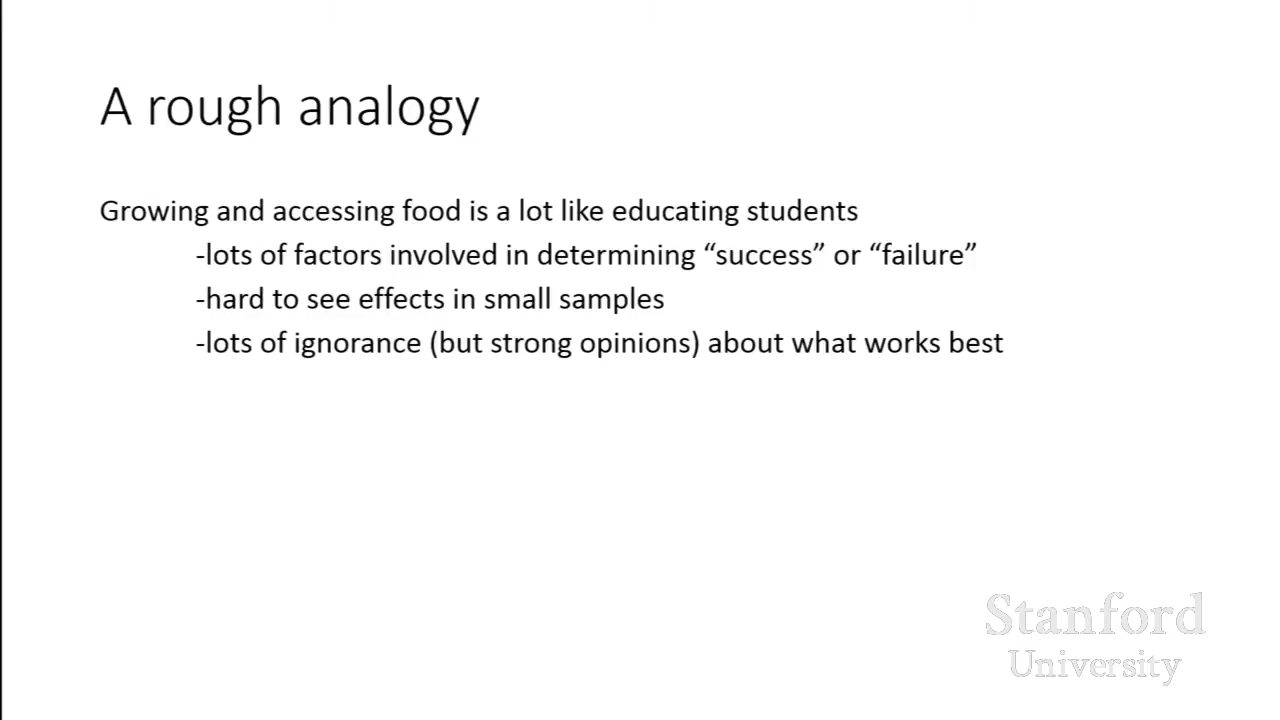 A rough analogy
Growing and accessing food is a lot like educating students
-lots of factors involved in determining “success” or “failure”
-hard to see effects in small samples
-lots of ignorance (but strong opinions) about what works best
Stanford
University